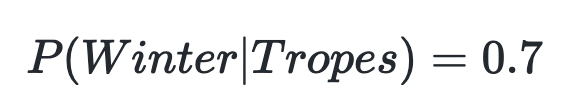 P(Winter|Tropes) = 0.7